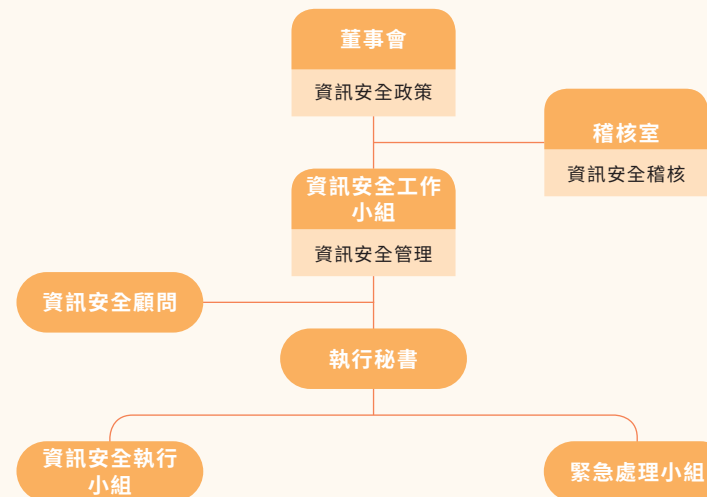 董事會
資訊安全政策
稽核室
資訊安全稽核
資訊安全工作
小組
資訊安全管理
資訊安全顧問
執行秘書
資訊安全執行
小組
緊急處理小組